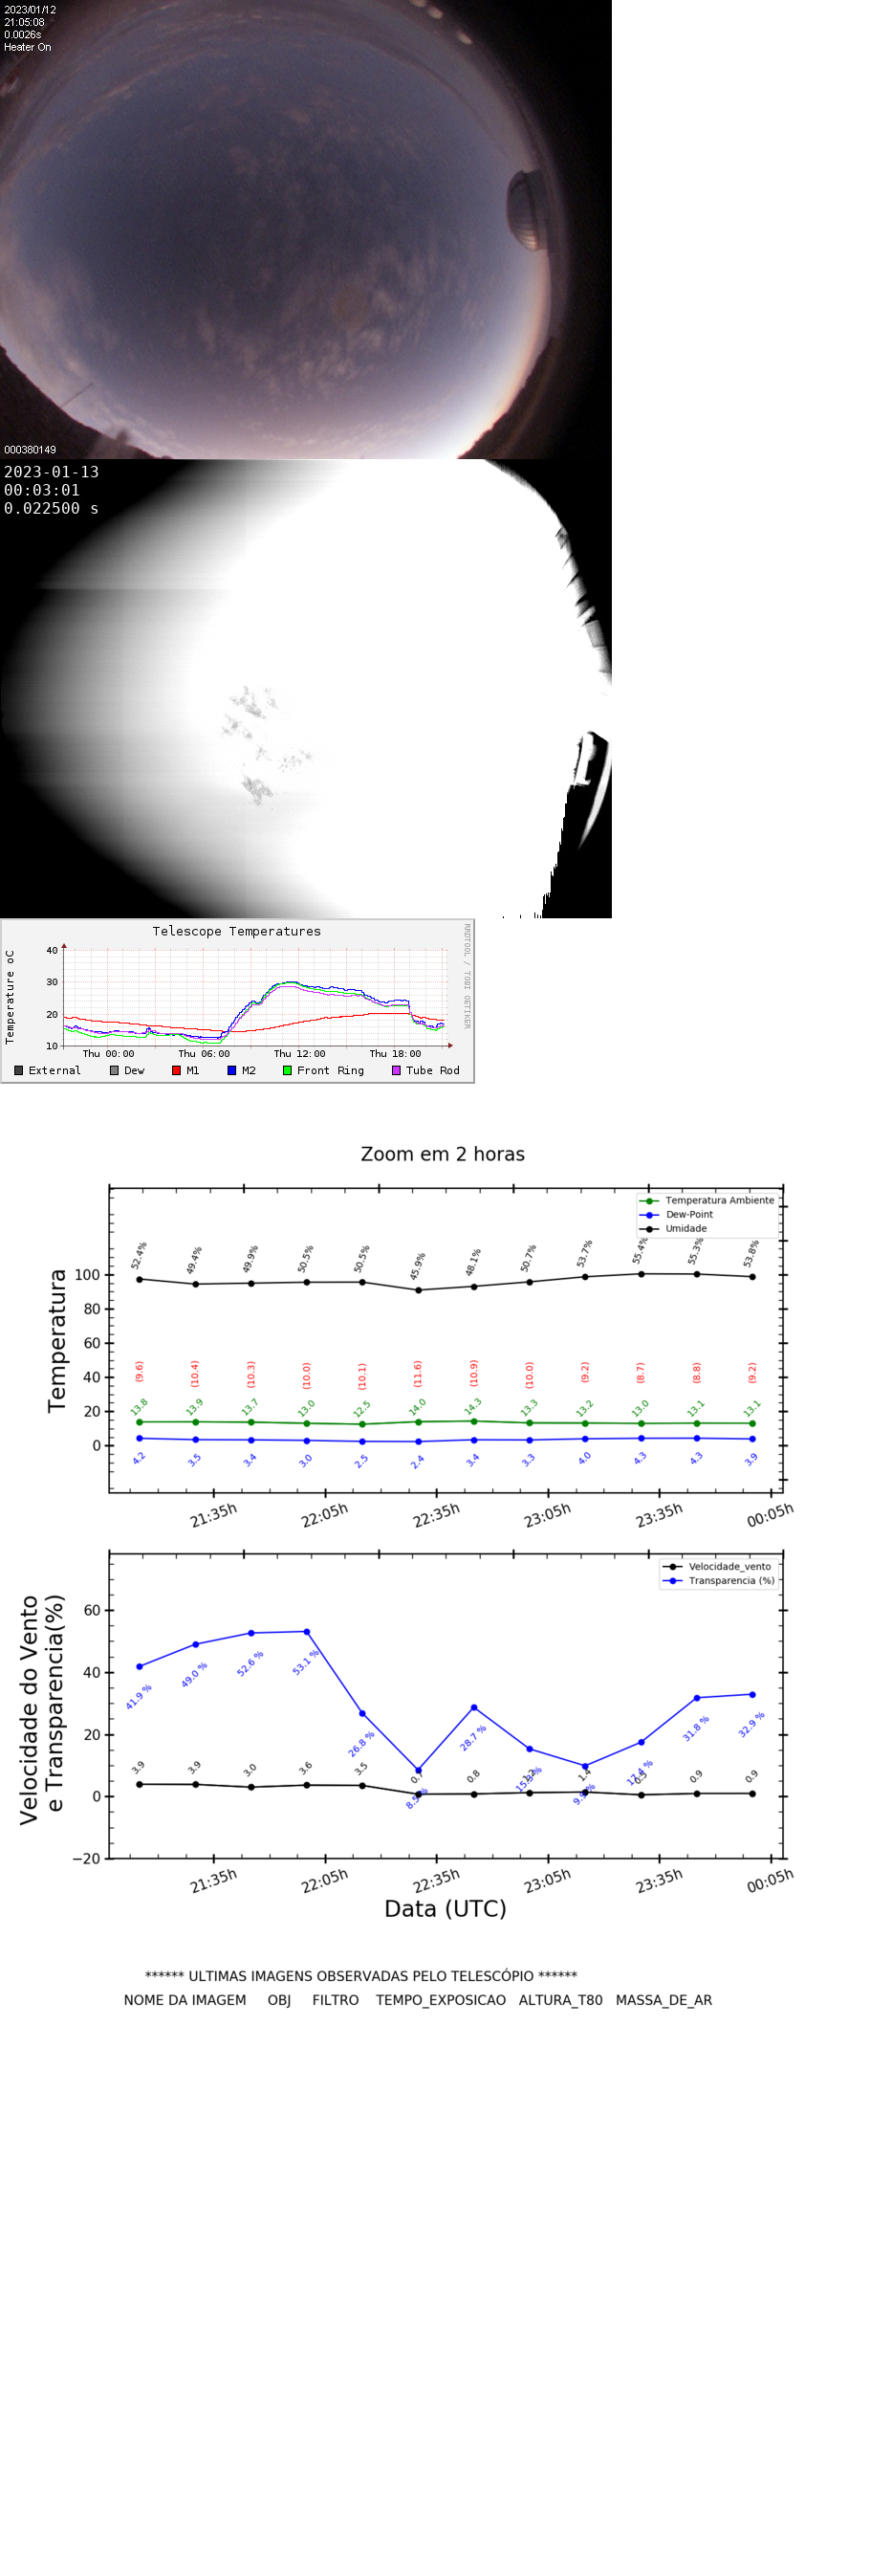 2023/01/12
21:05:08
0.0026s
Heater On
000380149
2023-01-13
00:03:01
0.022500 s
Telescope Temperatures
RRDTOOL / TOBI OETIKER
Temperature oC
40
30
20
10
Thu 00:00 Thu 06:00 Thu 12:00 Thu 18:00
External Dew M1 M2 Front Ring Tube Rod
Zoom em 2 horas
Temperatura Ambiente
Dew-Point
Umidade
Temperatura
100
80
60
40
20
0
52.4% 49.4% 49.9% 50.5% 50.5% 45.9% 48.1% 50.7% 53.7% 55.4% 55.3% 53.8%
(9.6) (10.4) (10.3) (10.0) (10.1) (11.6) (10.9) (10.0) (9.2) (8.7) (8.8) (9.2)
13.8 13.9 13.7 13.0 12.5 14.0 14.3 13.3 13.2 13.0 13.1 13.1
4.2 3.5 3.4 3.0 2.5 2.4 3.4 3.3 4.0 4.3 4.3 3.9
21:35h 22:05h 22:35h 23:05h 23:35h 00:05h
Velocidade_vento
Transparencia (%)
Velocidade do Vento
e Transparencia(%)
60
40
20
0
−20
41.9 % 49.0 % 52.6 % 53.1 % 26.8 % 28.7 % 31.8 % 32.9 %
3.9 3.9 3.0 3.6 3.5 0.7 0.8 1.4 0.9 0.9
21:35h 22:05h 22:35h 23:05h 23:35h 00:05h
Data (UTC)
****** ULTIMAS IMAGENS OBSERVADAS PELO TELESCÓPIO ******
NOME DA IMAGEM OBJ FILTRO TEMPO_EXPOSICAO ALTURA_T80 MASSA_DE_AR